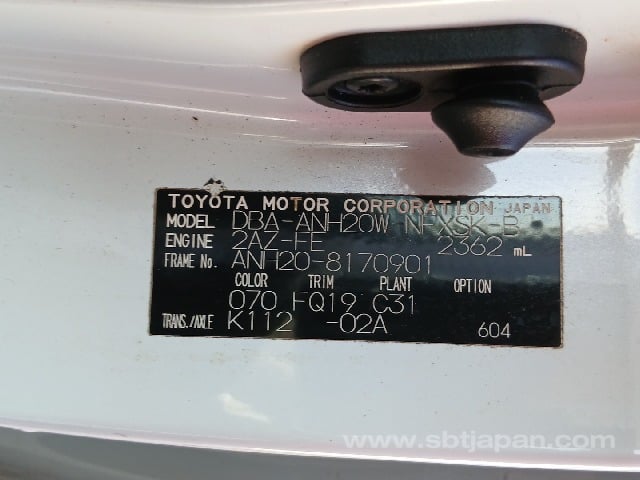 TOYOTA MOTOR CORPORATION JAPAN
MODEL DBA-ANH20W NFXSK-B
ENGINE 2AZ-FE 2362 mL
FRAME No. ANH20-8170901
COLOR TRIM PLANT OPTION
070 FQ19 C31
TRANS./AXLE K112 -02A 604
www.sbtjapan.com